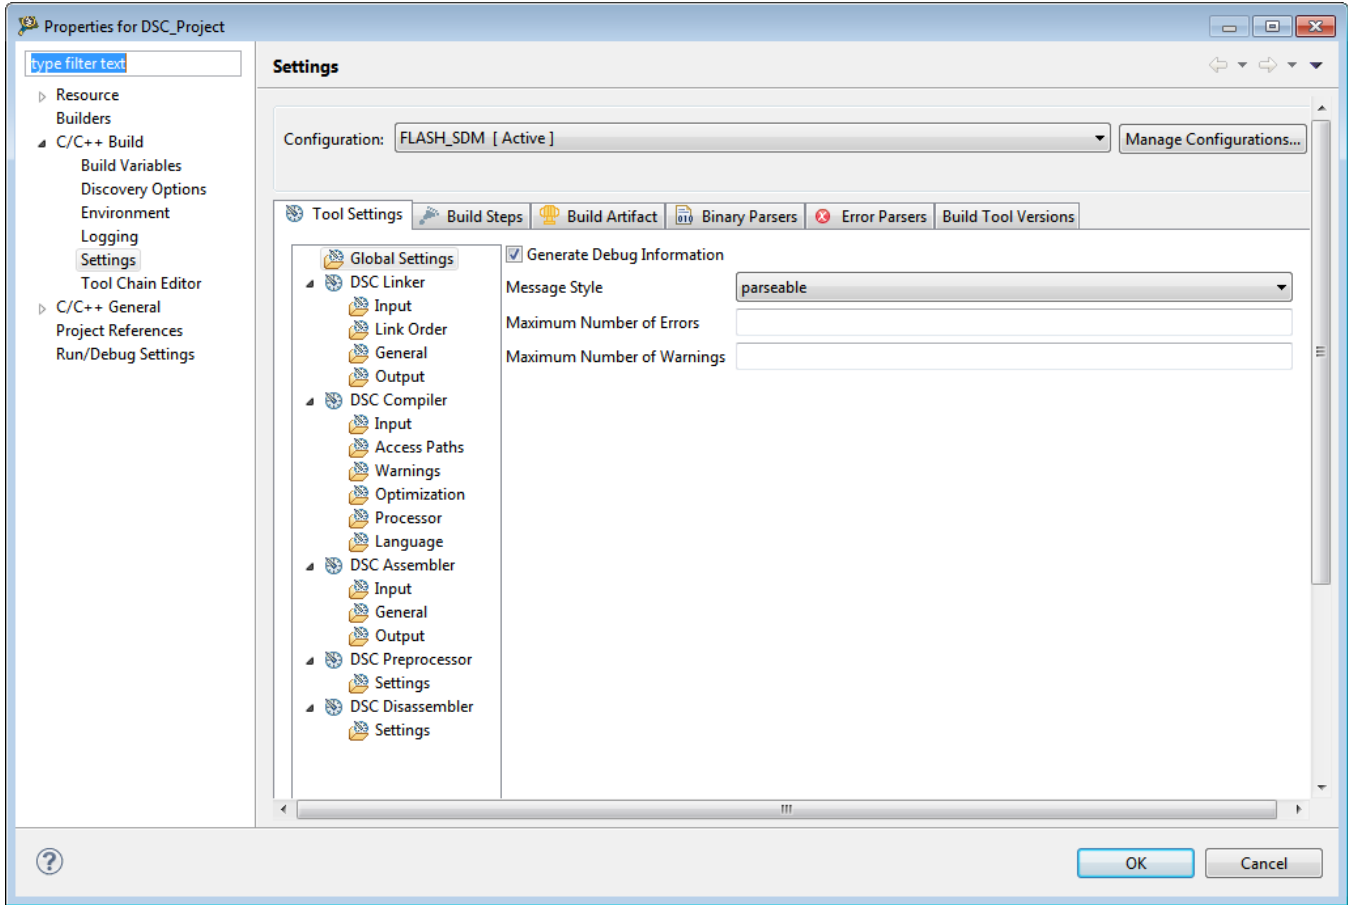 Properties for DSC_Project
type filter text
Resource
Builders
C/C++ Build
Build Variables
Discovery Options
Environment
Logging
Settings
Tool Chain Editor
C/C++ General
Project References
Run/Debug Settings
Settings
Configuration: FLASH_SDM [ Active ] Manage Configurations...
Tool Settings Build Steps Build Artifact Binary Parsers Error Parsers Build Tool Versions
Global Settings
DSC Linker
Input
Link Order
General
Output
DSC Compiler
Input
Access Paths
Warnings
Optimization
Processor
Language
DSC Assembler
Input
General
Output
DSC Preprocessor
Settings
DSC Disassembler
Settings
Generate Debug Information
Message Style parseable
Maximum Number of Errors
Maximum Number of Warnings
OK Cancel